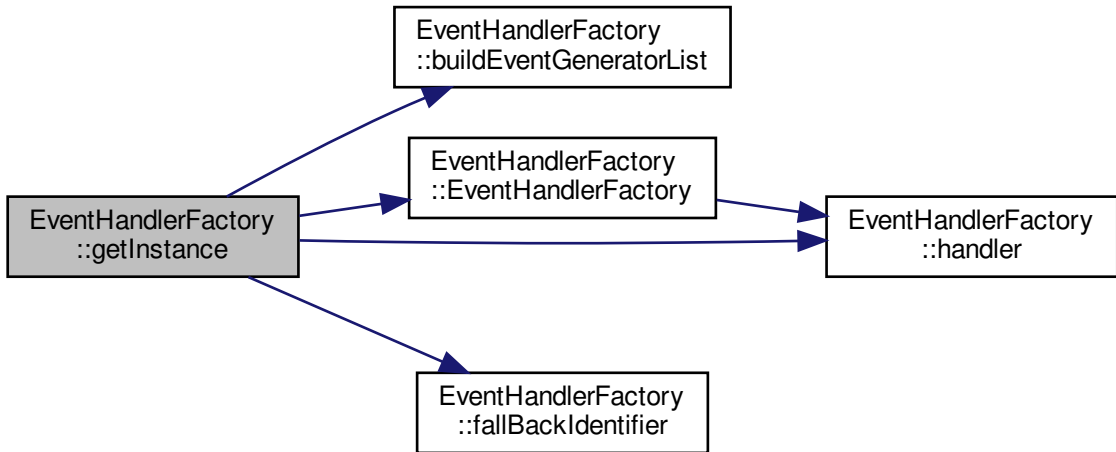 EventHandlerFactory
::buildEventGeneratorList
EventHandlerFactory
::EventHandlerFactory
EventHandlerFactory
::getInstance
EventHandlerFactory
::handler
EventHandlerFactory
::fallBackIdentifier